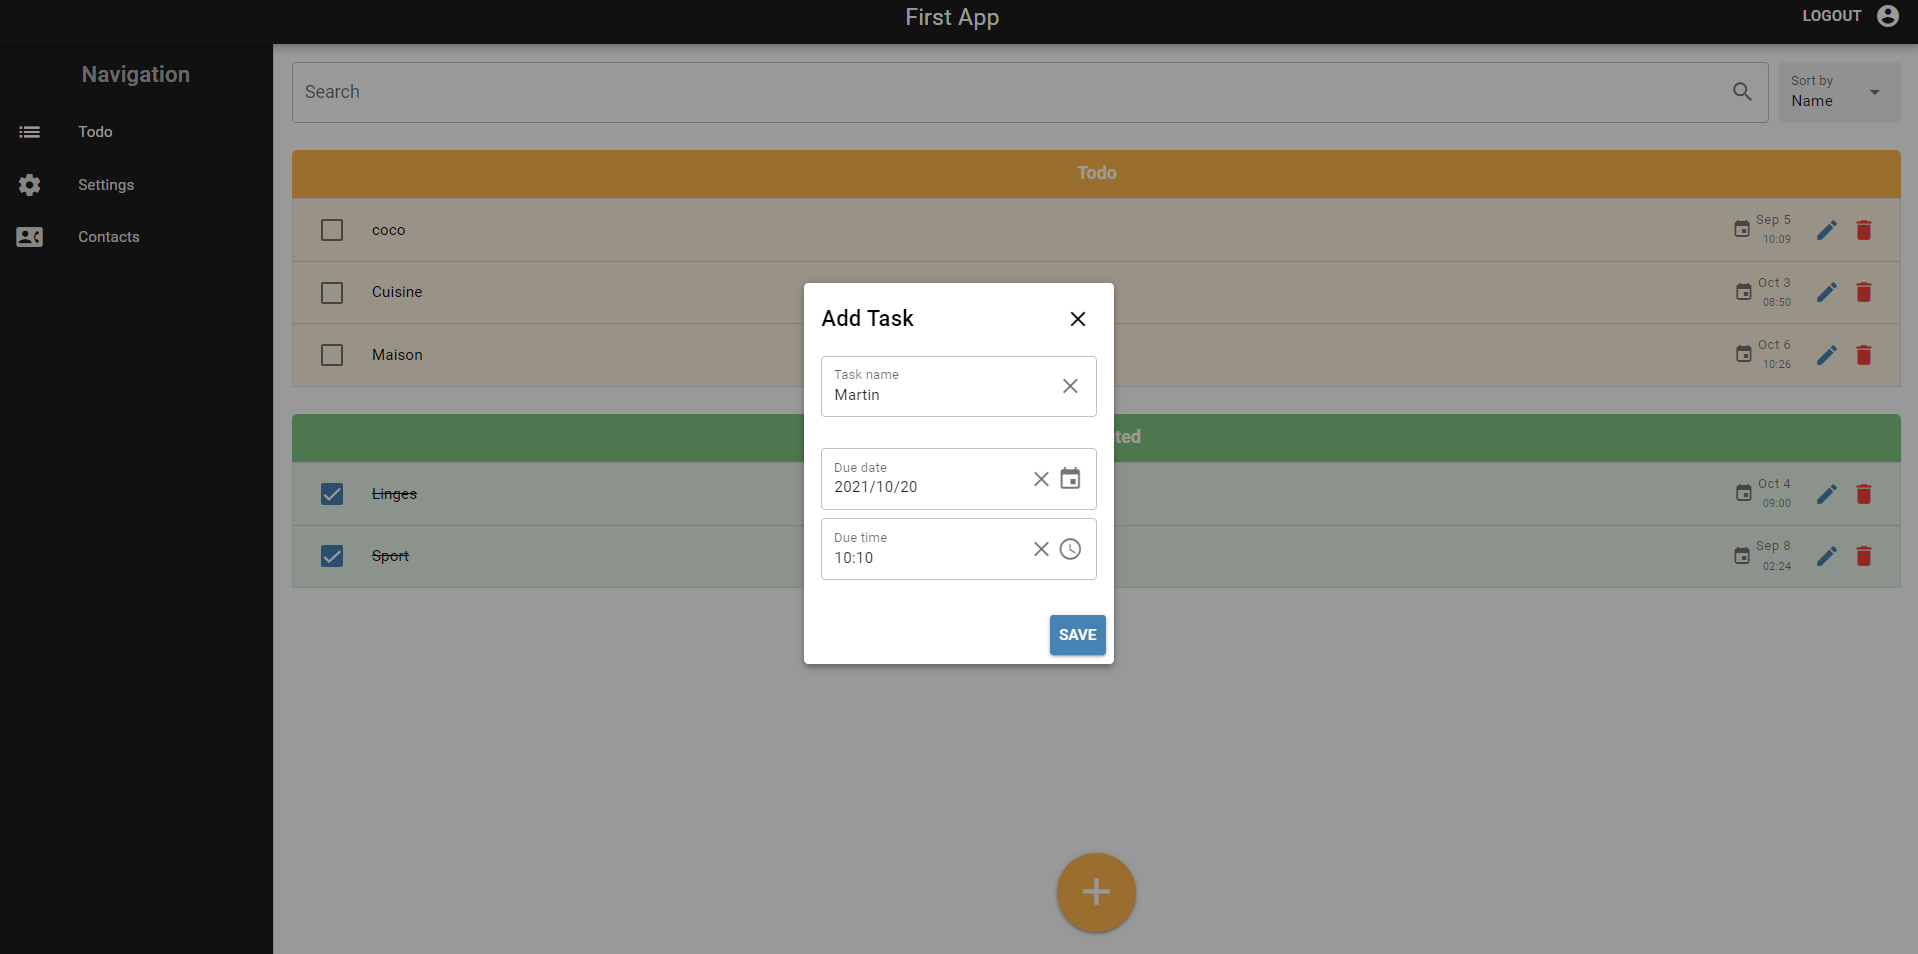 First App
LOGOUT
Navigation
Todo
Settings
Contacts
Search
Sort by
Name
Todo
coco
Sep 5
10:09
Cuisine
Oct 3
08:50
Maison
Oct 6
10:26
ted
Linges
Oct 4
09:00
Sport
Sep 8
02:24
Add Task
Task name
Martin
Due date
2021/10/20
Due time
10:10
SAVE